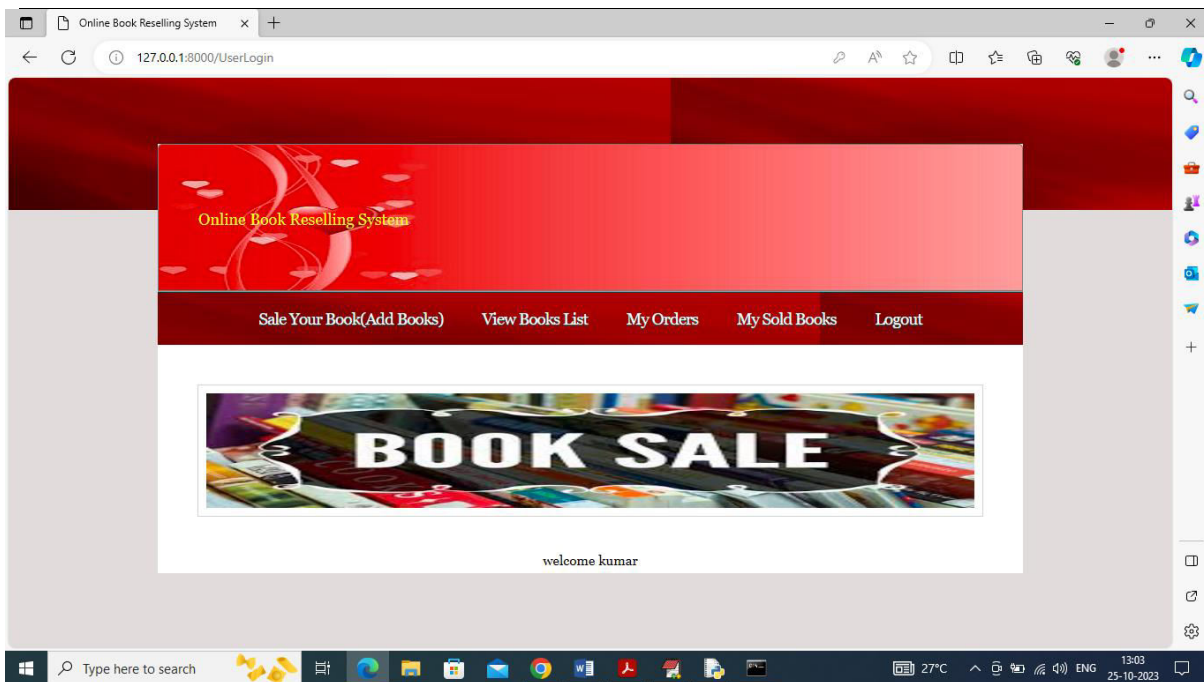 Online Book Reselling System
127.0.0.1:8000/UserLogin
Online Book Reselling System
Sale Your Book(Add Books) View Books List My Orders My Sold Books Logout
BOOK SALE
welcome kumar
Type here to search 27°C ENG 13:03
25-10-2023